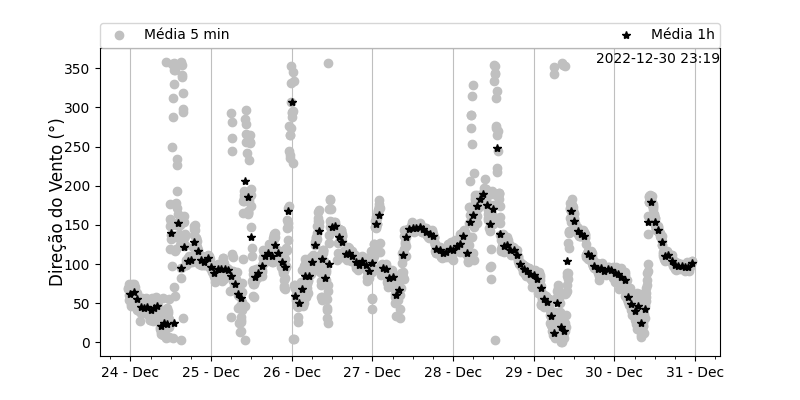 Média 5 min
Média 1h
2022-12-30 23:19
Direção do Vento (°)
350
300
250
200
150
100
50
0
24 - Dec
25 - Dec
26 - Dec
27 - Dec
28 - Dec
29 - Dec
30 - Dec
31 - Dec